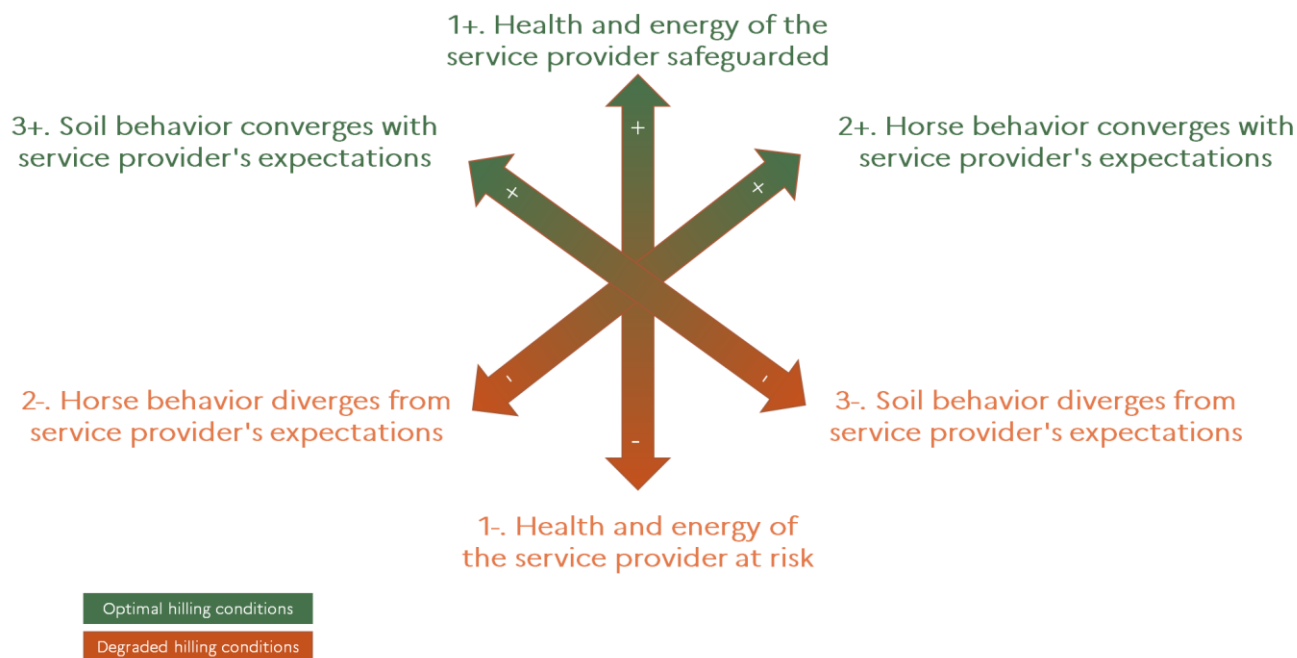 1+. Health and energy of the
service provider safeguarded
+
3+. Soil behavior converges with
service provider's expectations
+
2+. Horse behavior converges with
service provider's expectations
+
2-. Horse behavior diverges from
service provider's expectations
-
3-. Soil behavior diverges from
service provider's expectations
-
-
1-. Health and energy of
the service provider at risk
Optimal hilling conditions
Degraded hilling conditions